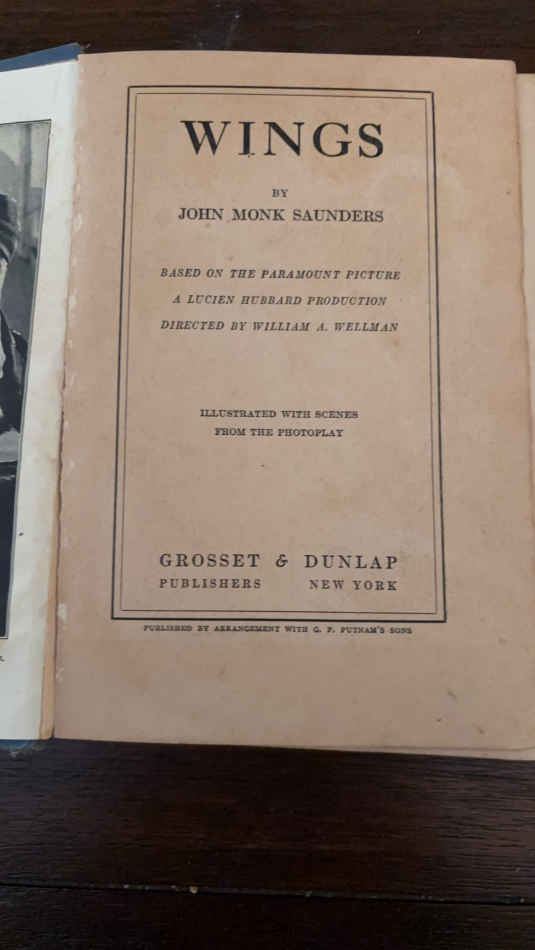 WINGS
BY
JOHN MONK SAUNDERS
BASED ON THE PARAMOUNT PICTURE
A LUCIEN HUBBARD PRODUCTION
DIRECTED BY WILLIAM A. WELLMAN
ILLUSTRATED WITH SCENES
FROM THE PHOTOPLAY
GROSSET & DUNLAP
PUBLISHERS NEW YORK
PUBLISHED BY ARRANGEMENT WITH G. P. PUTNAM'S SONS